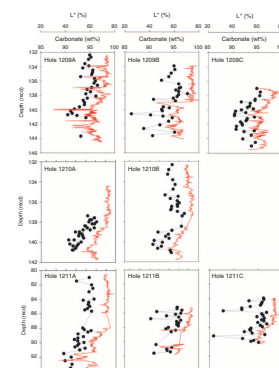 L* (%) L* (%) L* (%)
20 40 60 80 20 40 60 80 20 40 60 80
Carbonate (wt%) Carbonate (wt%) Carbonate (wt%)
85 90 95 100 85 90 95 100 85 90 95 100
Hole 1209A Hole 1209B Hole 1209C
Depth (mcd)
132
134
136
138
140
142
144
146
Hole 1210A Hole 1210B
Depth (mcd)
132
134
136
138
140
142
Hole 1211A Hole 1211B Hole 1211C
Depth (mcd)
80
82
84
86
88
90
92